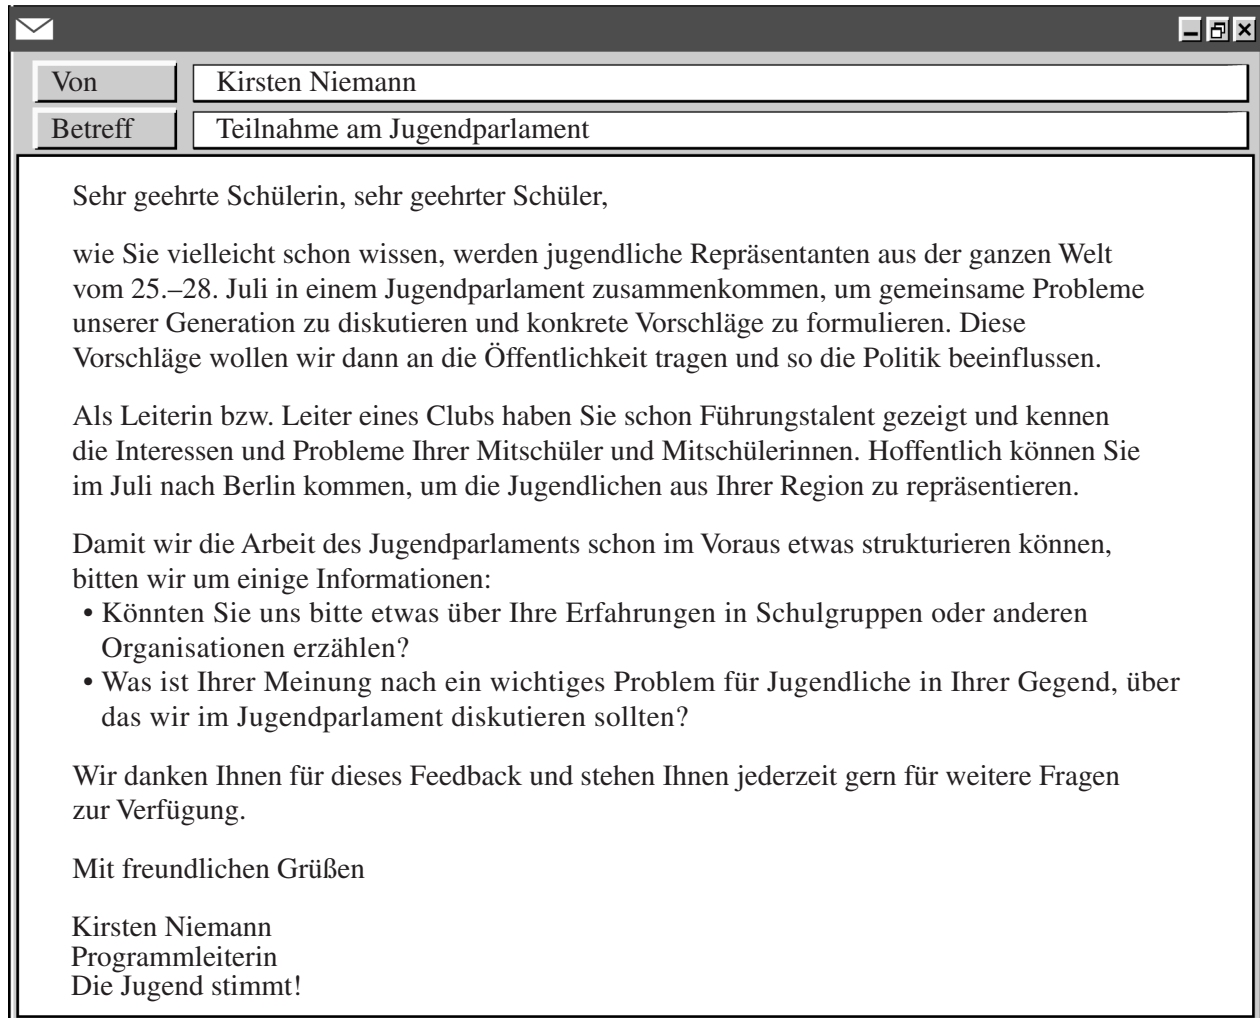 Von
Kirsten Niemann
Betreff
Teilnahme am Jugendparlament
Sehr geehrte Schülerin, sehr geehrter Schüler,
wie Sie vielleicht schon wissen, werden jugendliche Repräsentanten aus der ganzen Welt
vom 25.–28. Juli in einem Jugendparlament zusammenkommen, um gemeinsame Probleme
unserer Generation zu diskutieren und konkrete Vorschläge zu formulieren. Diese
Vorschläge wollen wir dann an die Öffentlichkeit tragen und so die Politik beeinflussen.
Als Leiterin bzw. Leiter eines Clubs haben Sie schon Führungstalent gezeigt und kennen
die Interessen und Probleme Ihrer Mitschüler und Mitschülerinnen. Hoffentlich können Sie
im Juli nach Berlin kommen, um die Jugendlichen aus Ihrer Region zu repräsentieren.
Damit wir die Arbeit des Jugendparlaments schon im Voraus etwas strukturieren können,
bitten wir um einige Informationen:
• Könnten Sie uns bitte etwas über Ihre Erfahrungen in Schulgruppen oder anderen
Organisationen erzählen?
• Was ist Ihrer Meinung nach ein wichtiges Problem für Jugendliche in Ihrer Gegend, über
das wir im Jugendparlament diskutieren sollten?
Wir danken Ihnen für dieses Feedback und stehen Ihnen jederzeit gern für weitere Fragen
zur Verfügung.
Mit freundlichen Grüßen
Kirsten Niemann
Programmleiterin
Die Jugend stimmt!